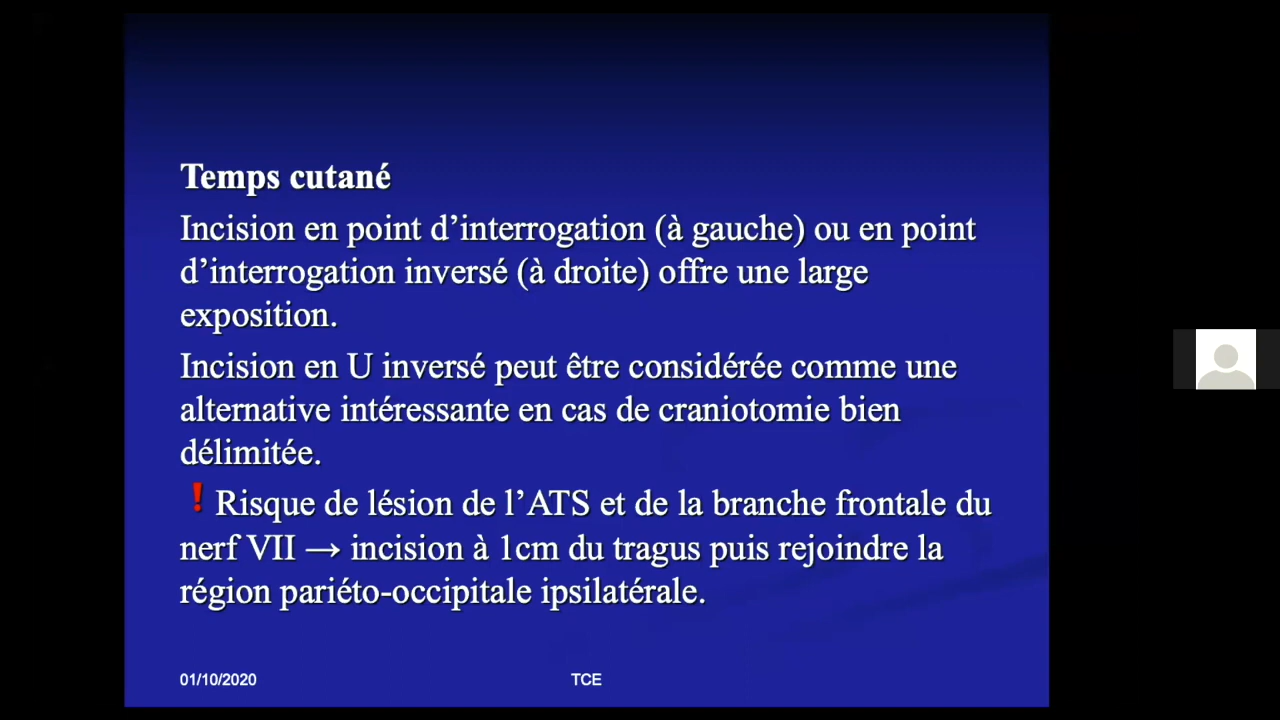 Temps cutané
Incision en point d’interrogation (à gauche) ou en point
d’interrogation inversé (à droite) offre une large
exposition.
Incision en U inversé peut être considérée comme une
alternative intéressante en cas de craniotomie bien
délimitée.
! Risque de lésion de l’ATS et de la branche frontale du
nerf VII → incision à 1cm du tragus puis rejoindre la
région pariéto-occipitale ipsilatérale.
01/10/2020
TCE